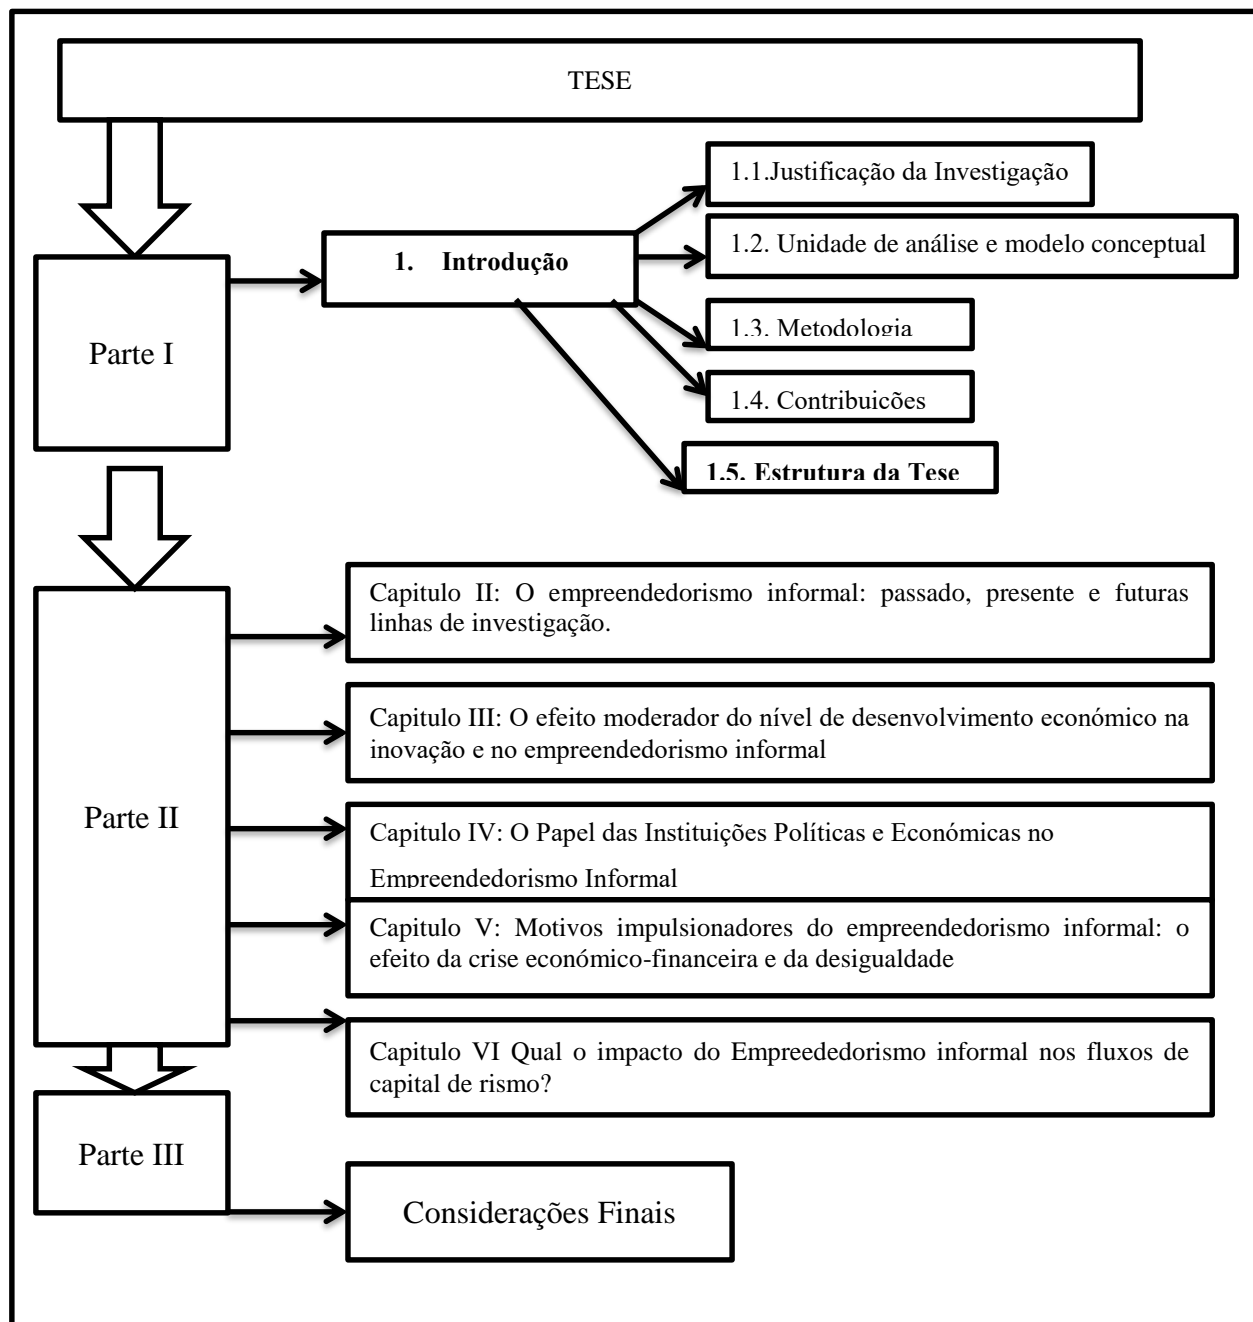 TESE
1.1.Justificação da Investigação
1.2. Unidade de análise e modelo conceptual
1. Introdução
1.3. Metodologia
Parte I
1.4. Contribuicões
1.5. Estrutura da Tese
Capitulo II: O empreendedorismo informal: passado, presente e futuras
linhas de investigação.
Capitulo III: O efeito moderador do nível de desenvolvimento económico na
inovação e no empreendedorismo informal
Parte II
Capitulo IV: O Papel das Instituições Políticas e Económicas no
Empreendedorismo Informal
Capitulo V: Motivos impulsionadores do empreendedorismo informal: o
efeito da crise económico-financeira e da desigualdade
Capitulo VI Qual o impacto do Empreededorismo informal nos fluxos de
capital de rismo?
Parte III
Considerações Finais